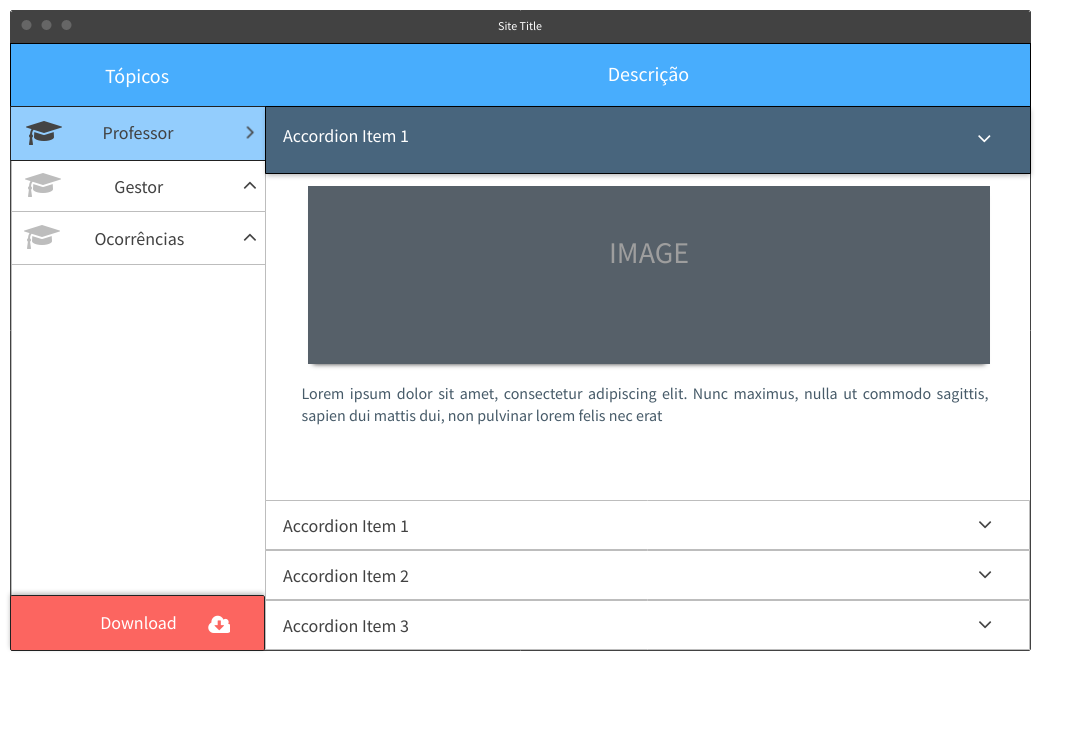 Site Title
Tópicos
Descrição
Professor
Gestor
Ocorrências
Download
Accordion Item 1
IMAGE
Lorem ipsum dolor sit amet, consectetur adipiscing elit. Nunc maximus, nulla ut commodo sagittis,
sapien dui mattis dui, non pulvinar lorem felis nec erat
Accordion Item 1
Accordion Item 2
Accordion Item 3